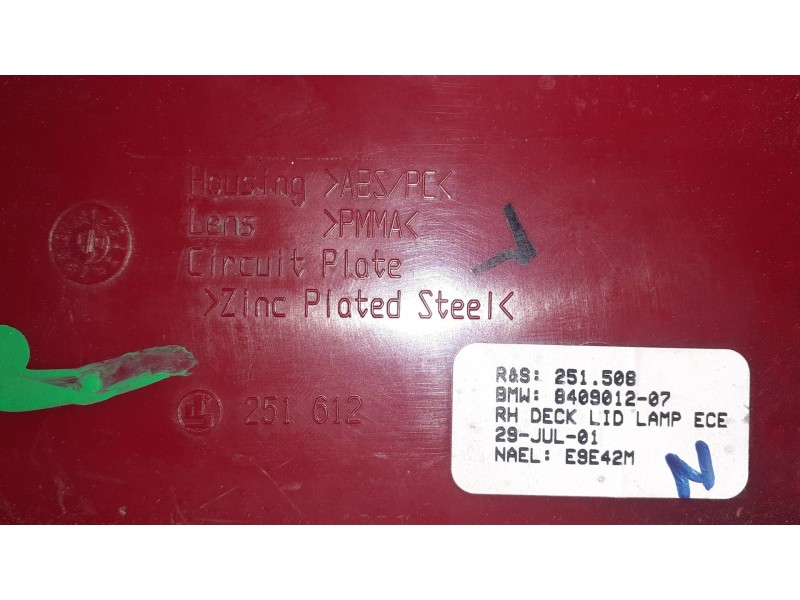 Housing >ABS/PC<
Lens >PMMA<
Circuit Plate
>Zinc Plated Steel<
251 612
R&S: 251.508
BMW: 8409012-07
RH DECK LID LAMP ECE
29-JUL-01
NAEL: E9E42M
N